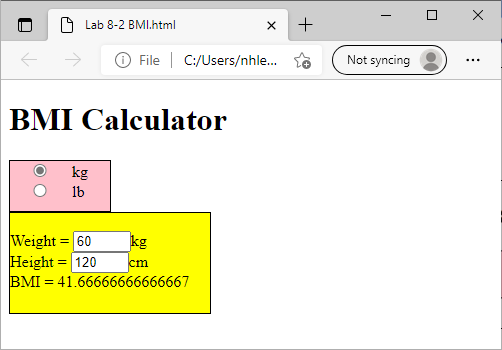 Lab 8-2 BMI.html
File | C:/Users/nhle... Not syncing
BMI Calculator
kg
lb
Weight = 60 kg
Height = 120 cm
BMI = 41.66666666666667